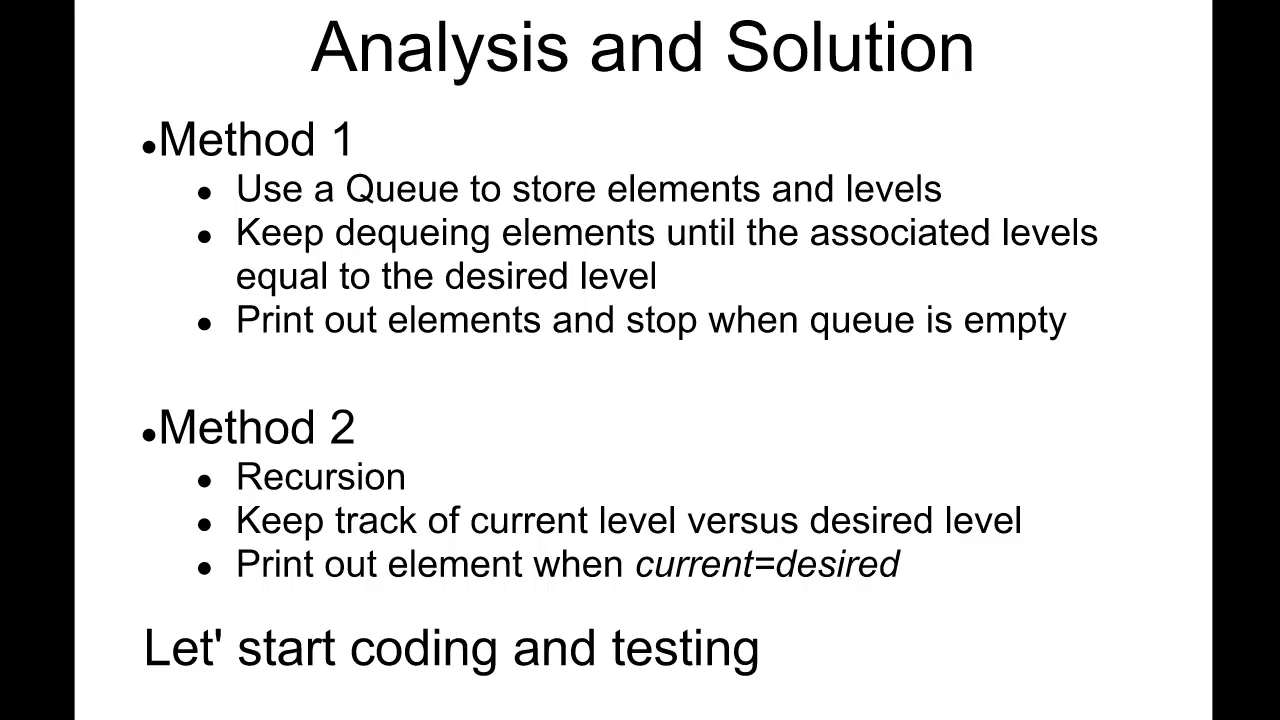 Analysis and Solution
●Method 1
● Use a Queue to store elements and levels
● Keep dequeing elements until the associated levels
equal to the desired level
● Print out elements and stop when queue is empty
●Method 2
● Recursion
● Keep track of current level versus desired level
● Print out element when current=desired
Let' start coding and testing